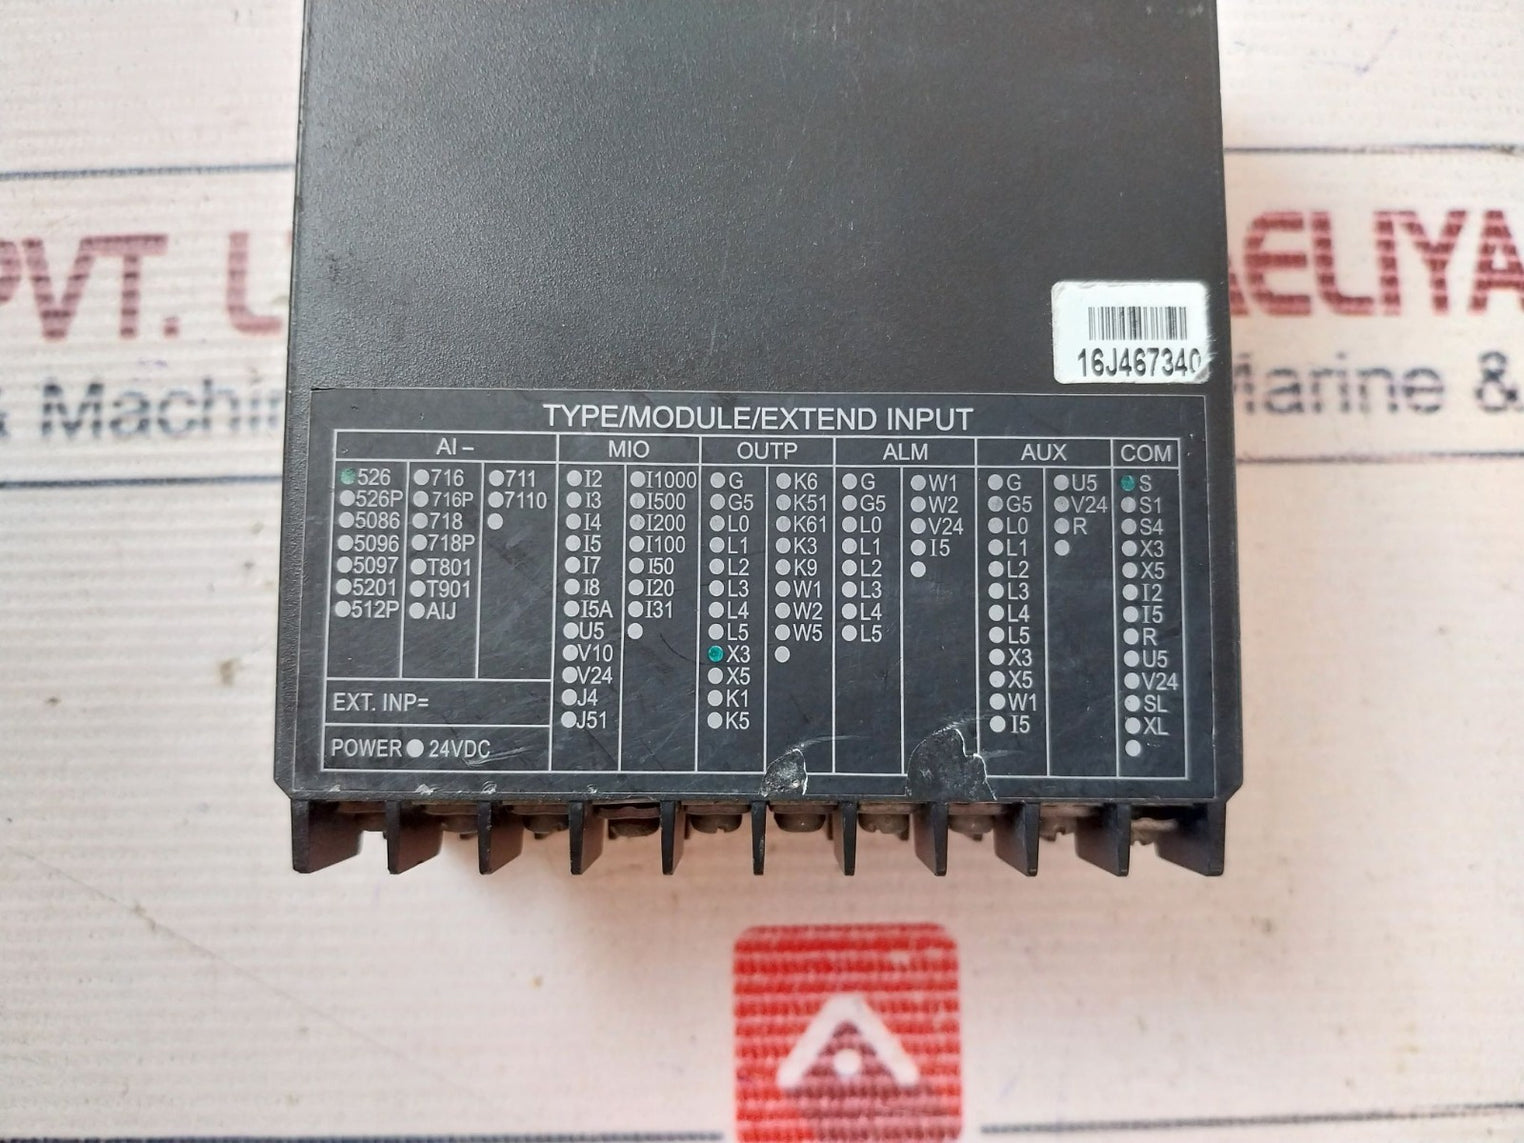 PVT. 
AELIYA
& Machin
Marine &
16J467340
TYPE/MODULE/EXTEND INPUT
AI– MIO OUTP ALM AUX COM
526 716 711 I2 I1000 G K6 G W1 G U5 S
526P 716P 7110 I3 I500 G5 K51 G5 W2 G5 V24 S1
5086 718 I4 I200 L0 K61 L0 V24 L0 R S4
5096 718P I5 I100 L1 K3 L1 I5 L1 X3
5097 T801 I7 I50 L2 K9 L2 L2 X5
5201 T901 I8 I20 L3 W1 L3 L3 I2
512P AIJ I5A I31 L4 W2 L4 L4 I5
U5 L5 W5 L5 L5 R
V10 X3 X3 U5
V24 X5 X5 V24
EXT. INP= J4 K1 W1 SL
J51 K5 I5 XL
POWER 24VDC